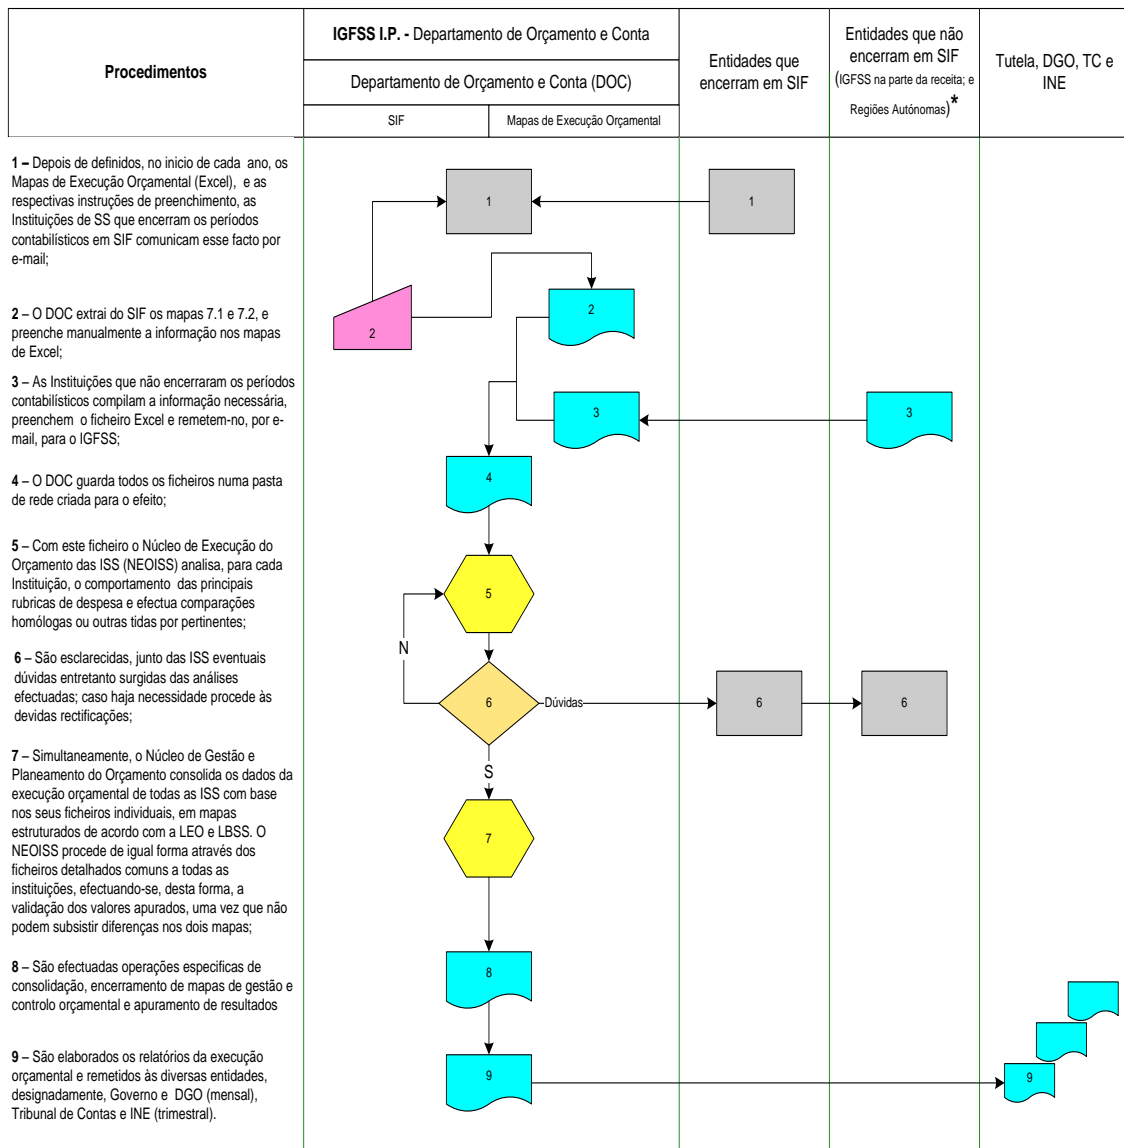 Procedimentos
IGFSS I.P. - Departamento de Orçamento e Conta
Departamento de Orçamento e Conta (DOC)
SIF
Mapas de Execução Orçamental
Entidades que
encerram em SIF
Entidades que não
encerram em SIF
(IGFSS na parte da receita; e
Regiões Autónomas)*
Tutela, DGO, TC e
INE
1 – Depois de definidos, no inicio de cada ano, os
Mapas de Execução Orçamental (Excel), e as
respectivas instruções de preenchimento, as
Instituições de SS que encerram os períodos
contabilísticos em SIF comunicam esse facto por
e-mail;
1
1
2 – O DOC extrai do SIF os mapas 7.1 e 7.2, e
preenche manualmente a informação nos mapas
de Excel;
2
2
3 – As Instituições que não encerraram os períodos
contabilísticos compilam a informação necessária,
preenchem o ficheiro Excel e remetem-no, por e-
mail, para o IGFSS;
3
3
4 – O DOC guarda todos os ficheiros numa pasta
de rede criada para o efeito;
4
5 – Com este ficheiro o Núcleo de Execução do
Orçamento das ISS (NEOISS) analisa, para cada
Instituição, o comportamento das principais
rubricas de despesa e efectua comparações
homólogas ou outras tidas por pertinentes;
5
N
6 – São esclarecidas, junto das ISS eventuais
dúvidas entretanto surgidas das análises
efectuadas; caso haja necessidade procede às
devidas rectificações;
6
Dúvidas
6
6
S
7 – Simultaneamente, o Núcleo de Gestão e
Planeamento do Orçamento consolida os dados da
execução orçamental de todas as ISS com base
nos seus ficheiros individuais, em mapas
estruturados de acordo com a LEO e LBSS. O
NEOISS procede de igual forma através dos
ficheiros detalhados comuns a todas as
instituições, efectuando-se, desta forma, a
validação dos valores apurados, uma vez que não
podem subsistir diferenças nos dois mapas;
7
8 – São efectuadas operações especificas de
consolidação, encerramento de mapas de gestão e
controlo orçamental e apuramento de resultados
8
9 – São elaborados os relatórios da execução
orçamental e remetidos às diversas entidades,
designadamente, Governo e DGO (mensal),
Tribunal de Contas e INE (trimestral).
9
9